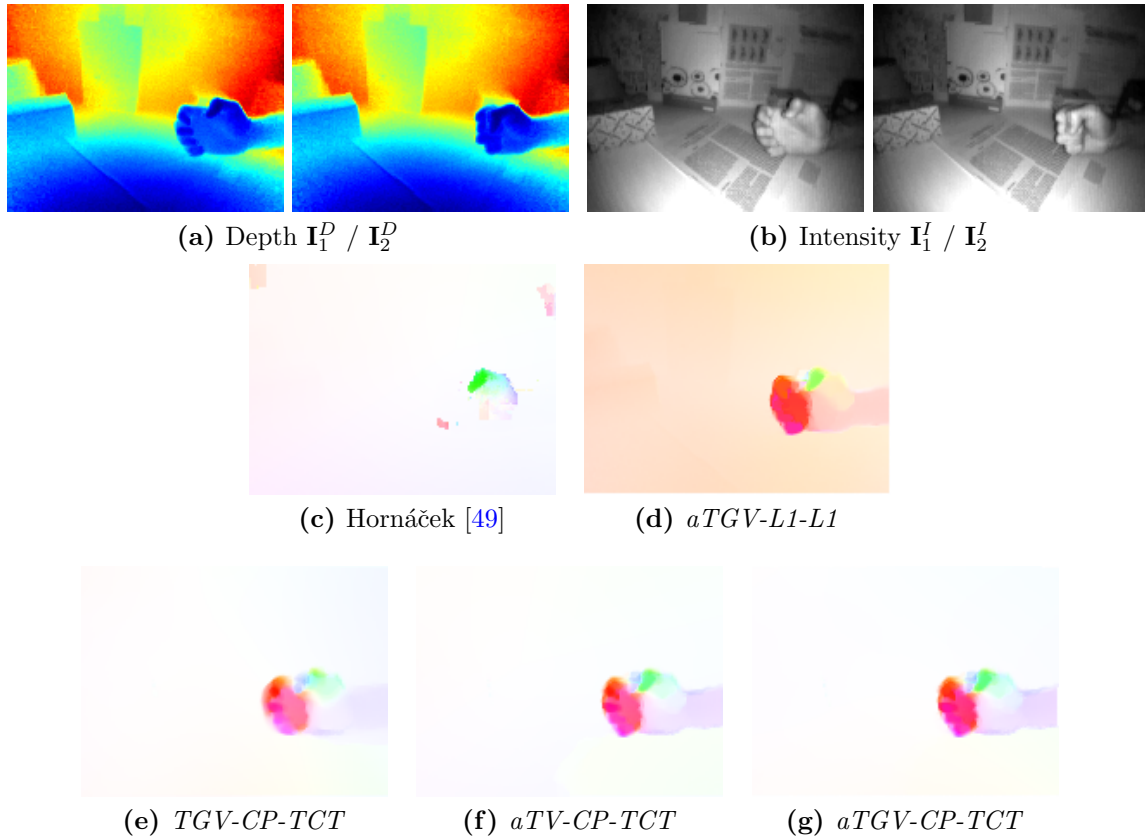 (a) Depth I₁ᴰ / I₂ᴰ
(b) Intensity I₁ᴵ / I₂ᴵ
(c) Hornáček [49]
(d) aTGV-L1-L1
(e) TGV-CP-TCT
(f) aTV-CP-TCT
(g) aTGV-CP-TCT